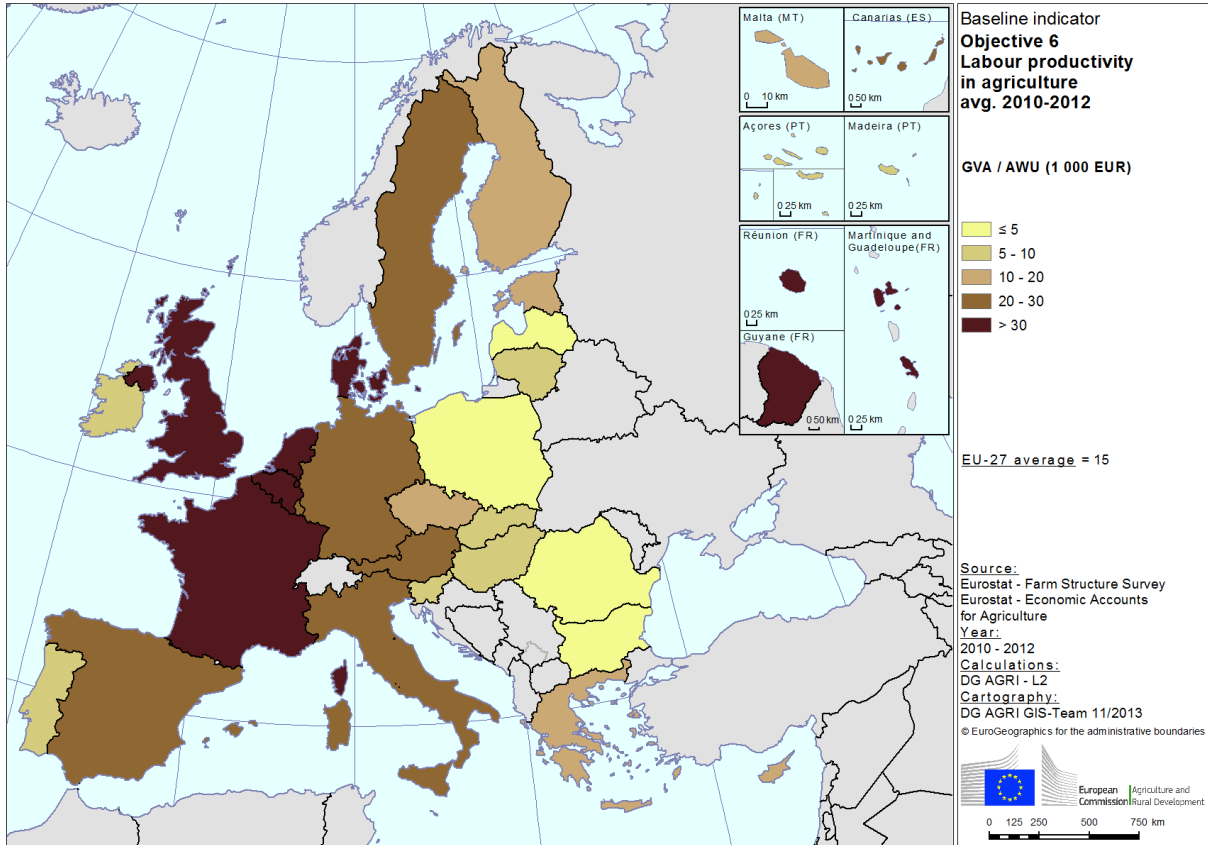 Malta (MT)
0 10 km
Canarias (ES)
0 50 km
Açores (PT)
0 25 km
Madeira (PT)
0 25 km
Réunion (FR)
0 25 km
Martinique and
Guadeloupe(FR)
0 25 km
Guyane (FR)
0 50 km
Baseline indicator
Objective 6
Labour productivity
in agriculture
avg. 2010-2012
GVA / AWU (1 000 EUR)
≤ 5
5 - 10
10 - 20
20 - 30
> 30
EU-27 average = 15
Source:
Eurostat - Farm Structure Survey
Eurostat - Economic Accounts
for Agriculture
Year:
2010 - 2012
Calculations:
DG AGRI - L2
Cartography:
DG AGRI GIS-Team 11/2013
© EuroGeographics for the administrative boundaries
European
Commission
Agriculture and
Rural Development
0 125 250 500 750 km